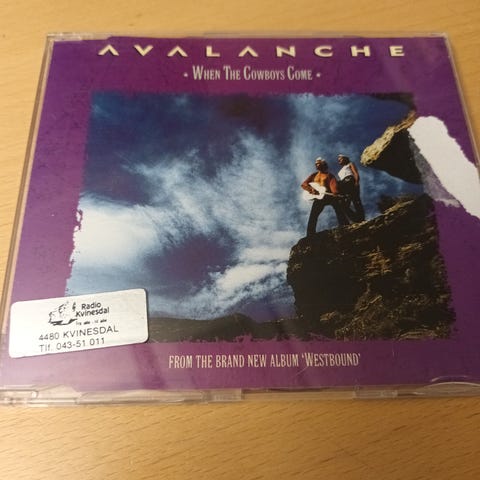 AVALANCHE
• WHEN THE COWBOYS COME •
Radio
Kvinesdal
4480 KVINESDAL
Tlf. 043-51 011
FROM THE BRAND NEW ALBUM 'WESTBOUND'